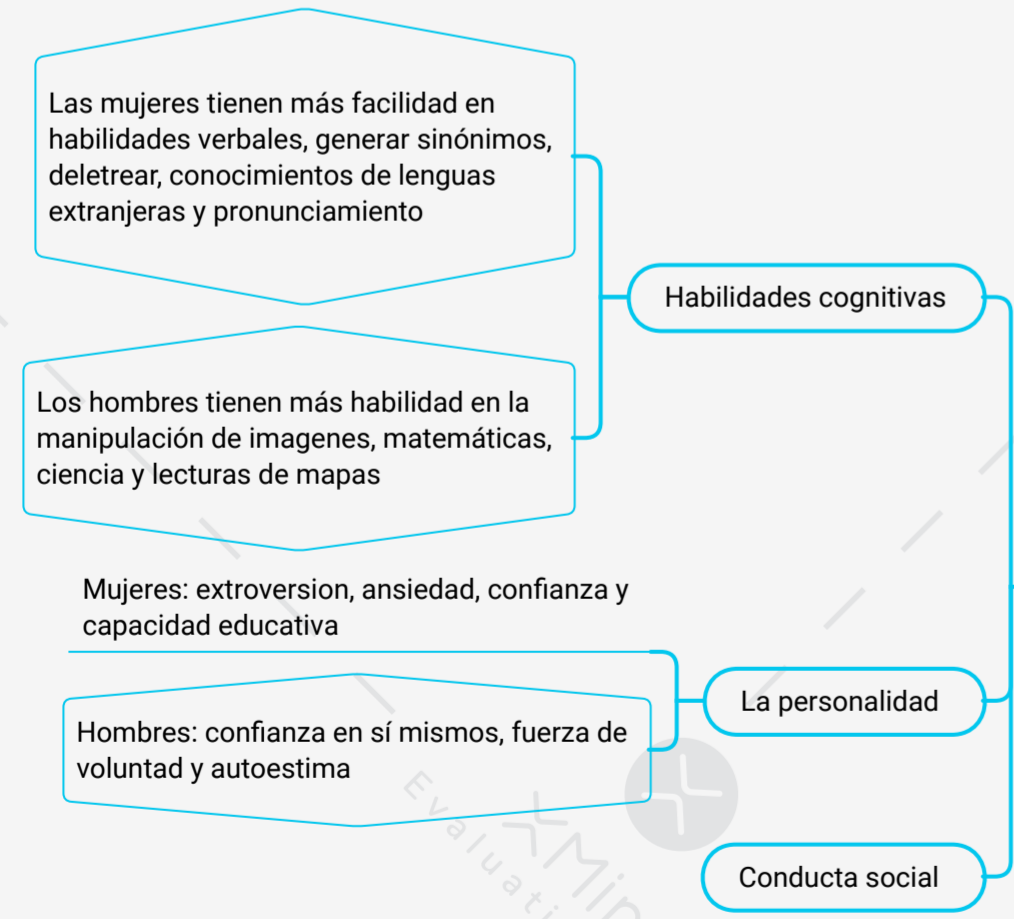 Las mujeres tienen más facilidad en
habilidades verbales, generar sinónimos,
deletrear, conocimientos de lenguas
extranjeras y pronunciamiento
Habilidades cognitivas
Los hombres tienen más habilidad en la
manipulación de imagenes, matemáticas,
ciencia y lecturas de mapas
Mujeres: extroversion, ansiedad, confianza y
capacidad educativa
La personalidad
Hombres: confianza en sí mismos, fuerza de
voluntad y autoestima
Conducta social